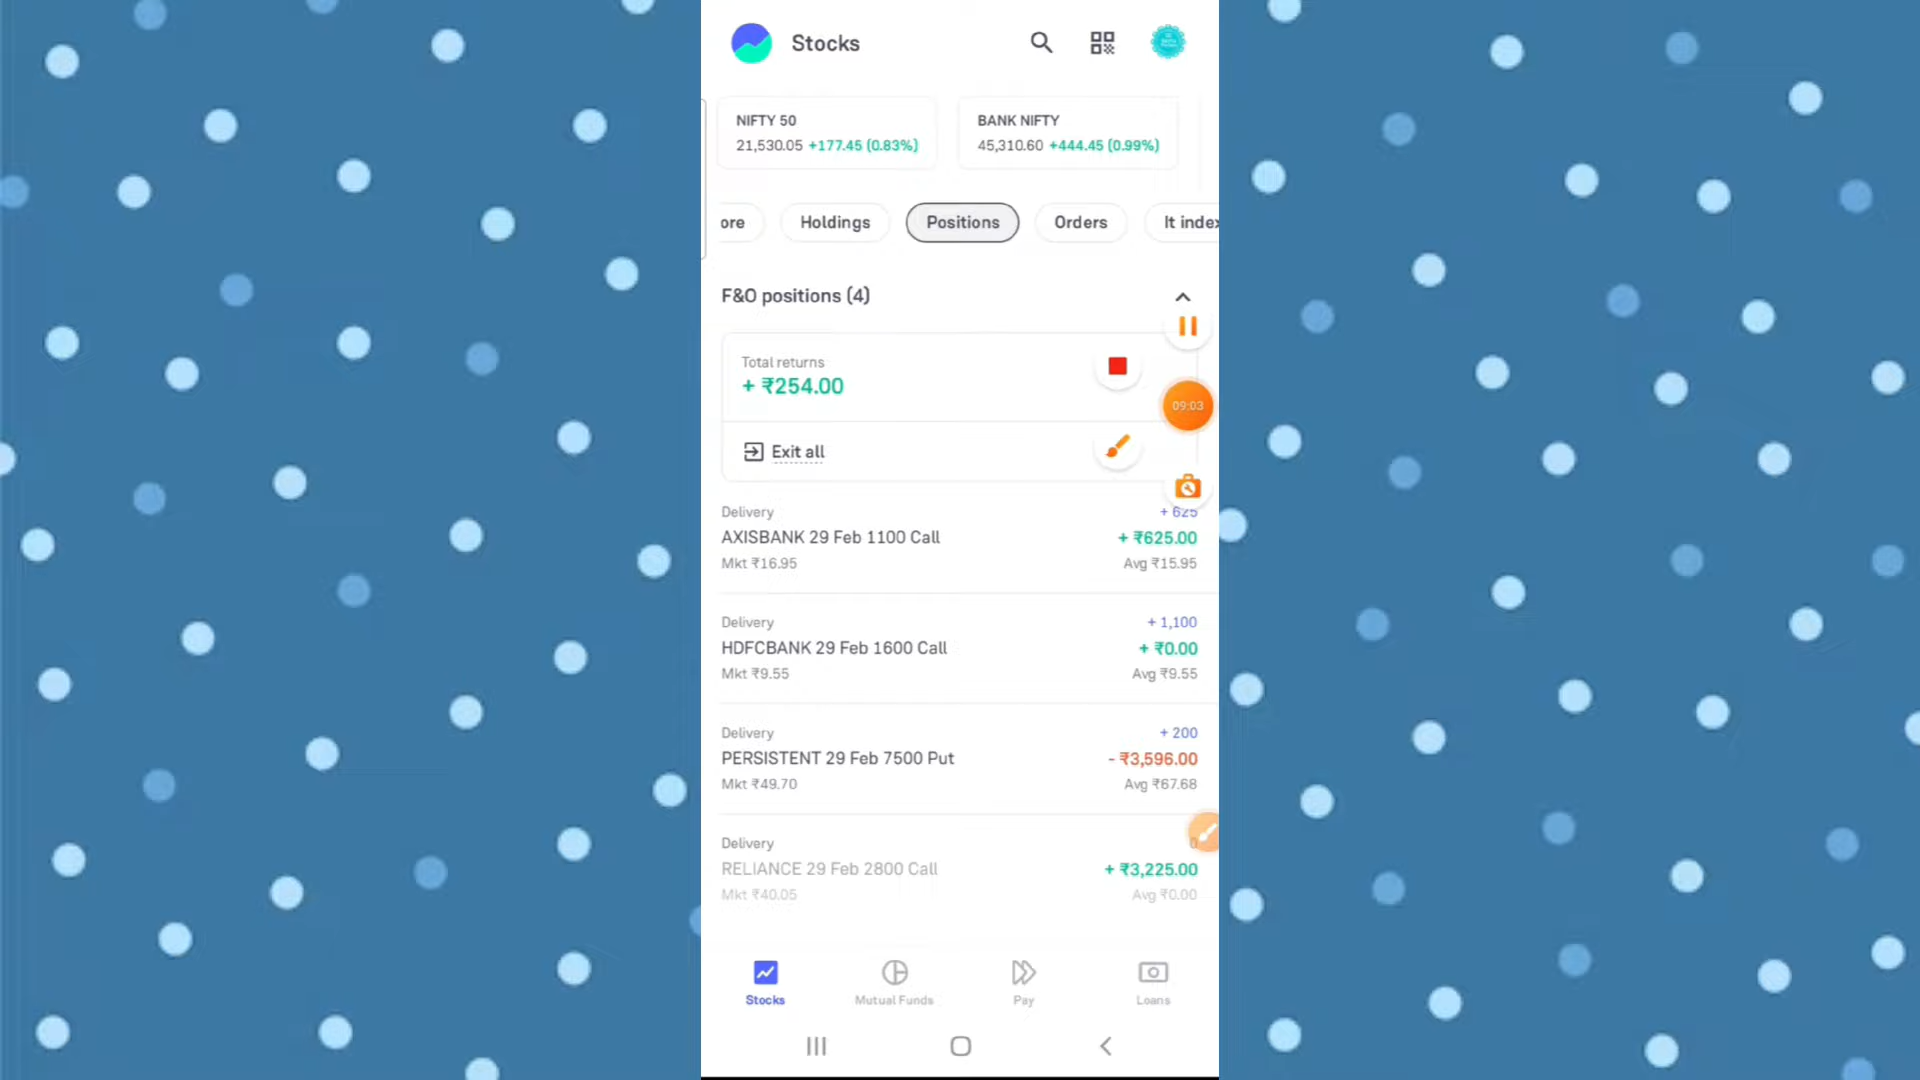 Stocks
NIFTY 50
21,530.05 +177.45 (0.83%)
BANK NIFTY
45,310.60 +444.45 (0.99%)
ore
Holdings
Positions
Orders
It index
F&O positions (4)
Total returns
+ ₹254.00
09:03
Exit all
Delivery
+ 625
AXISBANK 29 Feb 1100 Call
+ ₹625.00
Mkt ₹16.95
Avg ₹15.95
Delivery
+ 1,100
HDFCBANK 29 Feb 1600 Call
+ ₹0.00
Mkt ₹9.55
Avg ₹9.55
Delivery
+ 200
PERSISTENT 29 Feb 7500 Put
- ₹3,596.00
Mkt ₹49.70
Avg ₹67.68
Delivery
0
RELIANCE 29 Feb 2800 Call
+ ₹3,225.00
Mkt ₹40.05
Avg ₹0.00
Stocks
Mutual Funds
Pay
Loans